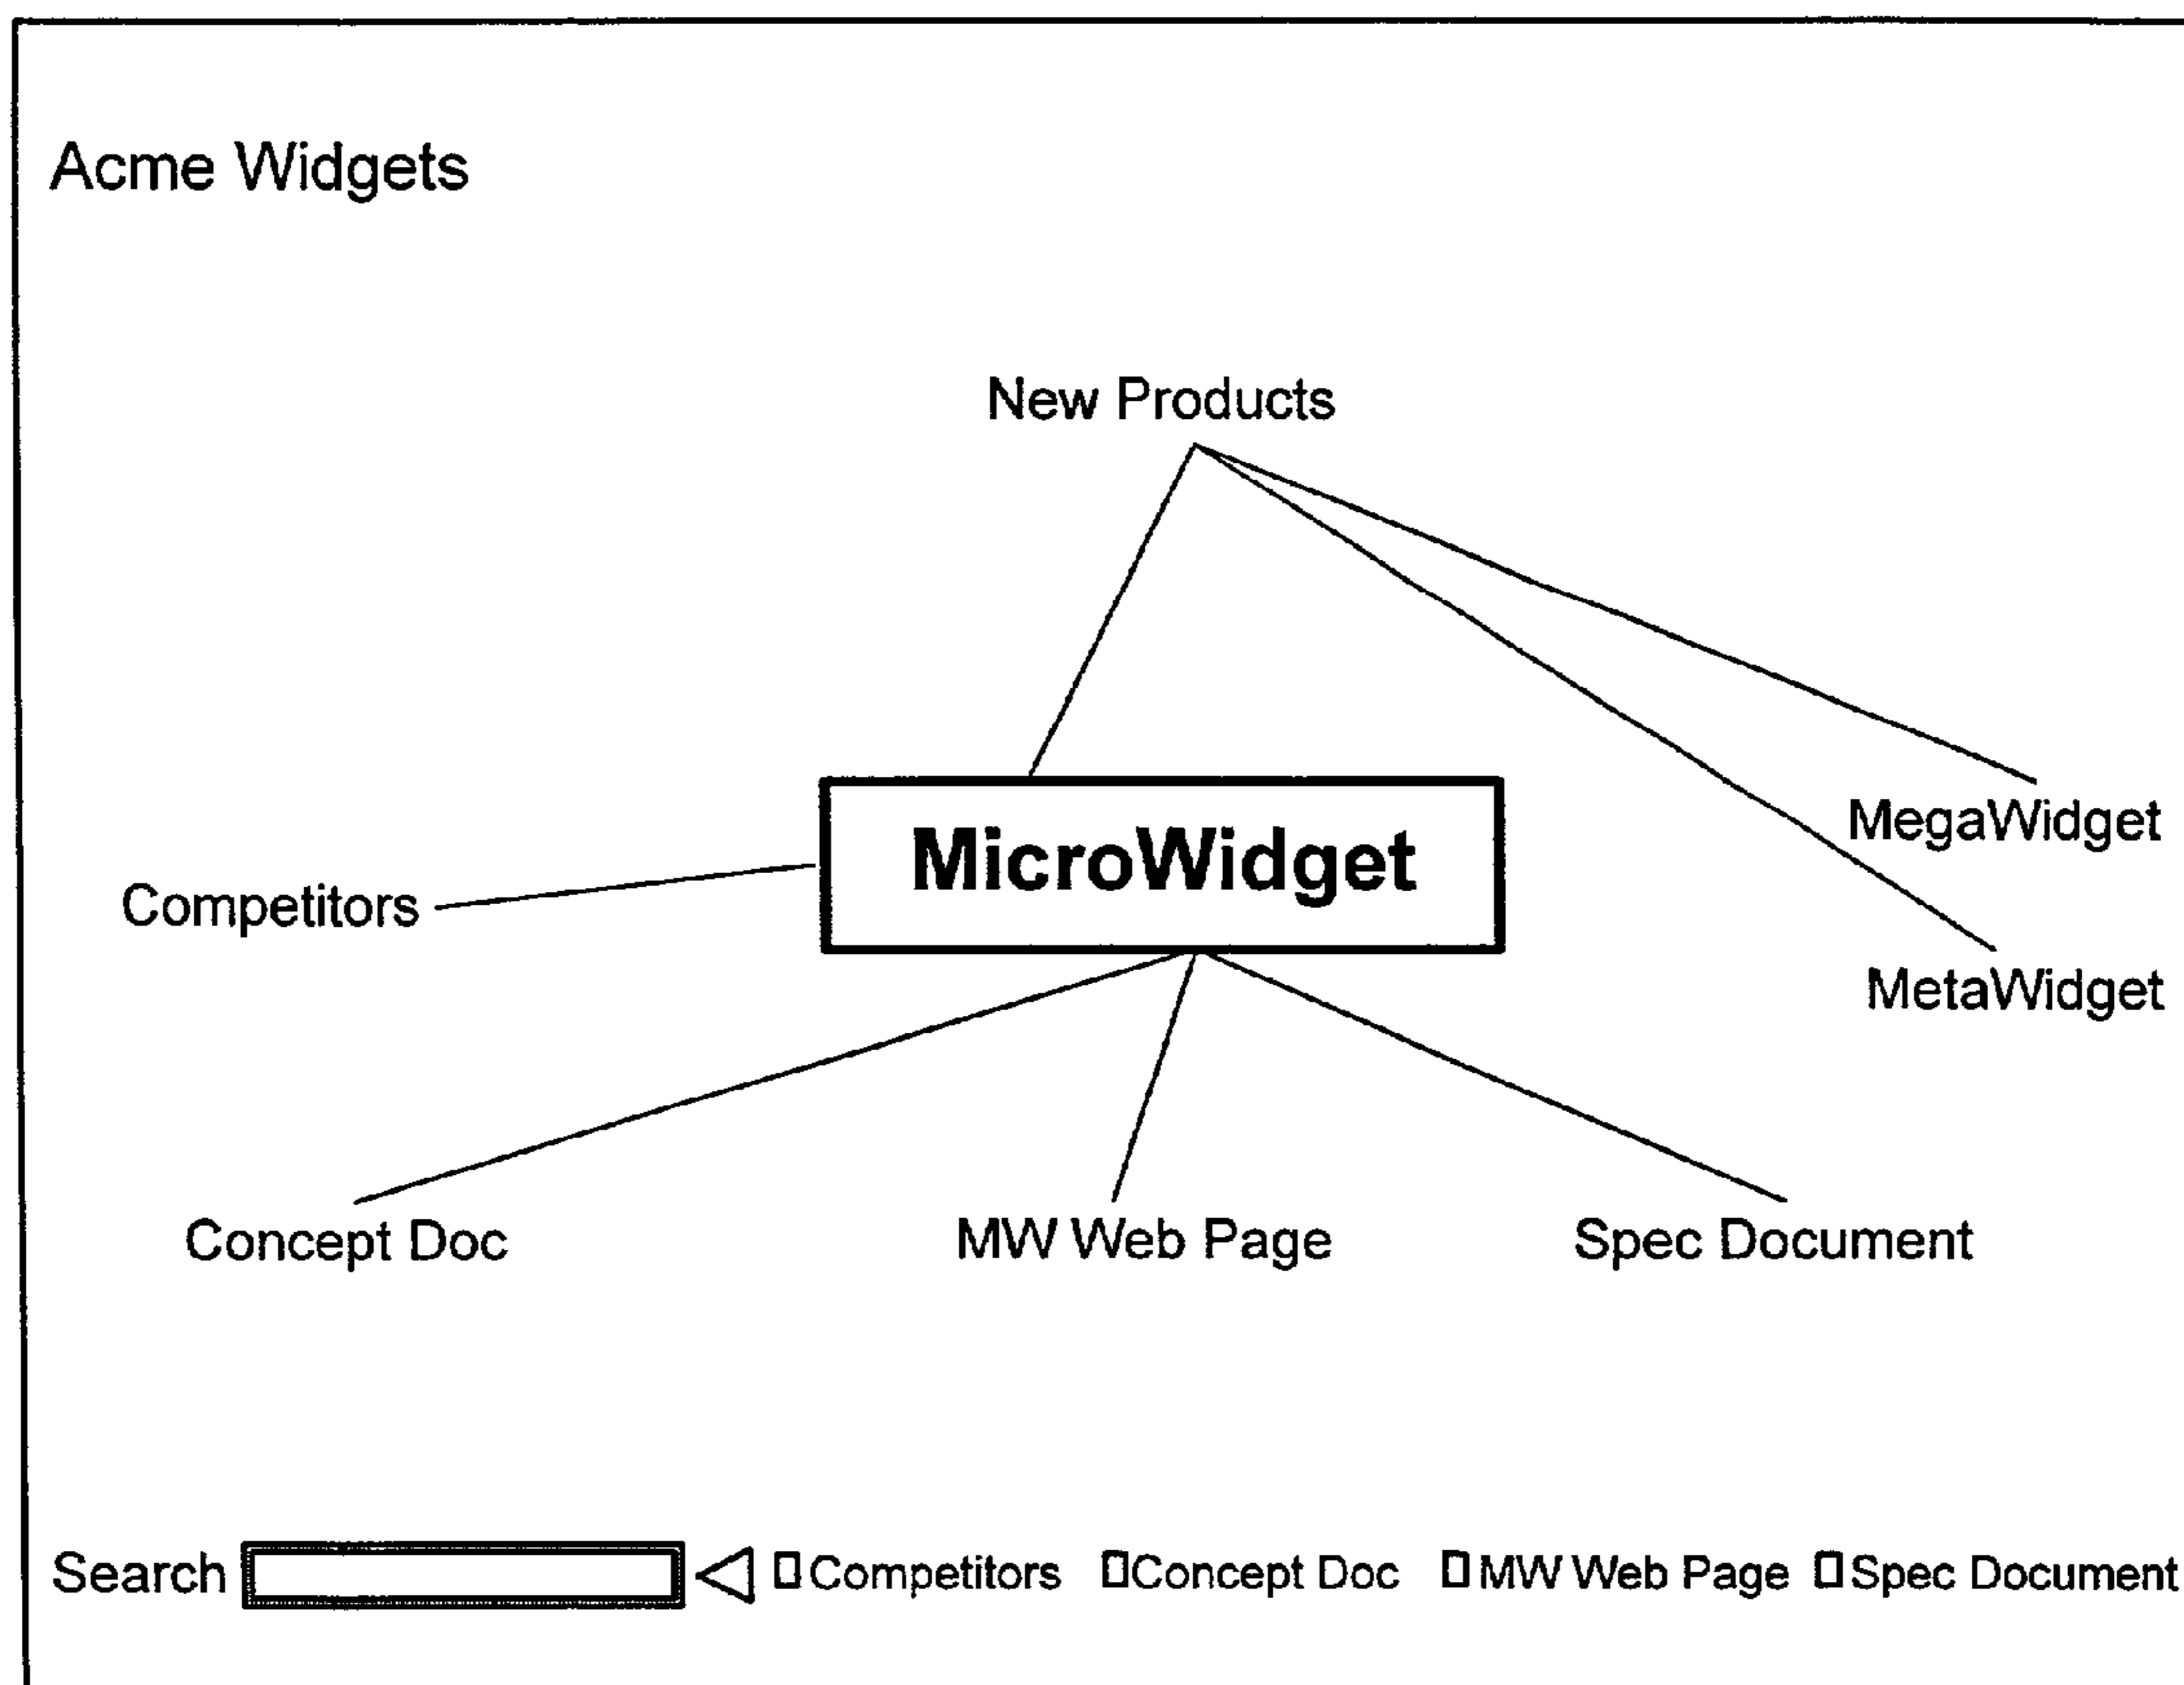 Acme Widgets
New Products
MicroWidget
MegaWidget
Competitors
MetaWidget
Concept Doc
MW Web Page
Spec Document
Search Competitors Concept Doc MW Web Page Spec Document